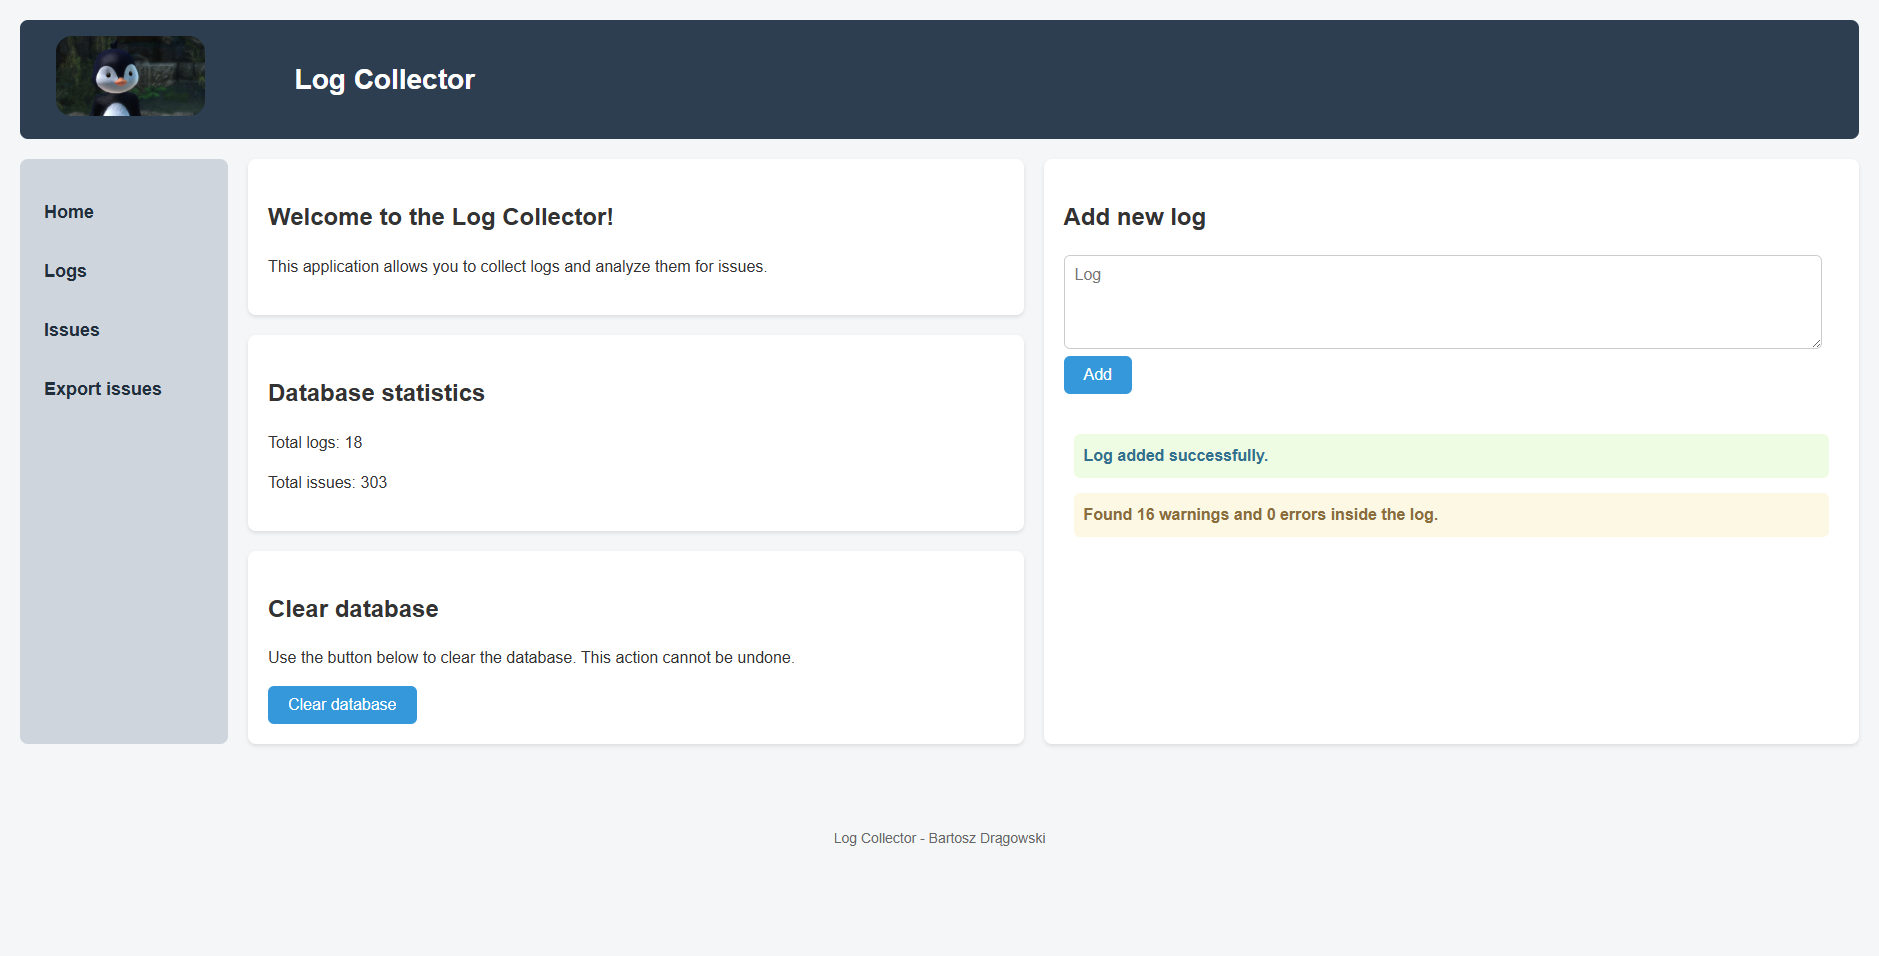 Log Collector
Home
Logs
Issues
Export issues
Welcome to the Log Collector!
This application allows you to collect logs and analyze them for issues.
Database statistics
Total logs: 18
Total issues: 303
Clear database
Use the button below to clear the database. This action cannot be undone.
Clear database
Add new log
Log
Add
Log added successfully.
Found 16 warnings and 0 errors inside the log.
Log Collector - Bartosz Drągowski